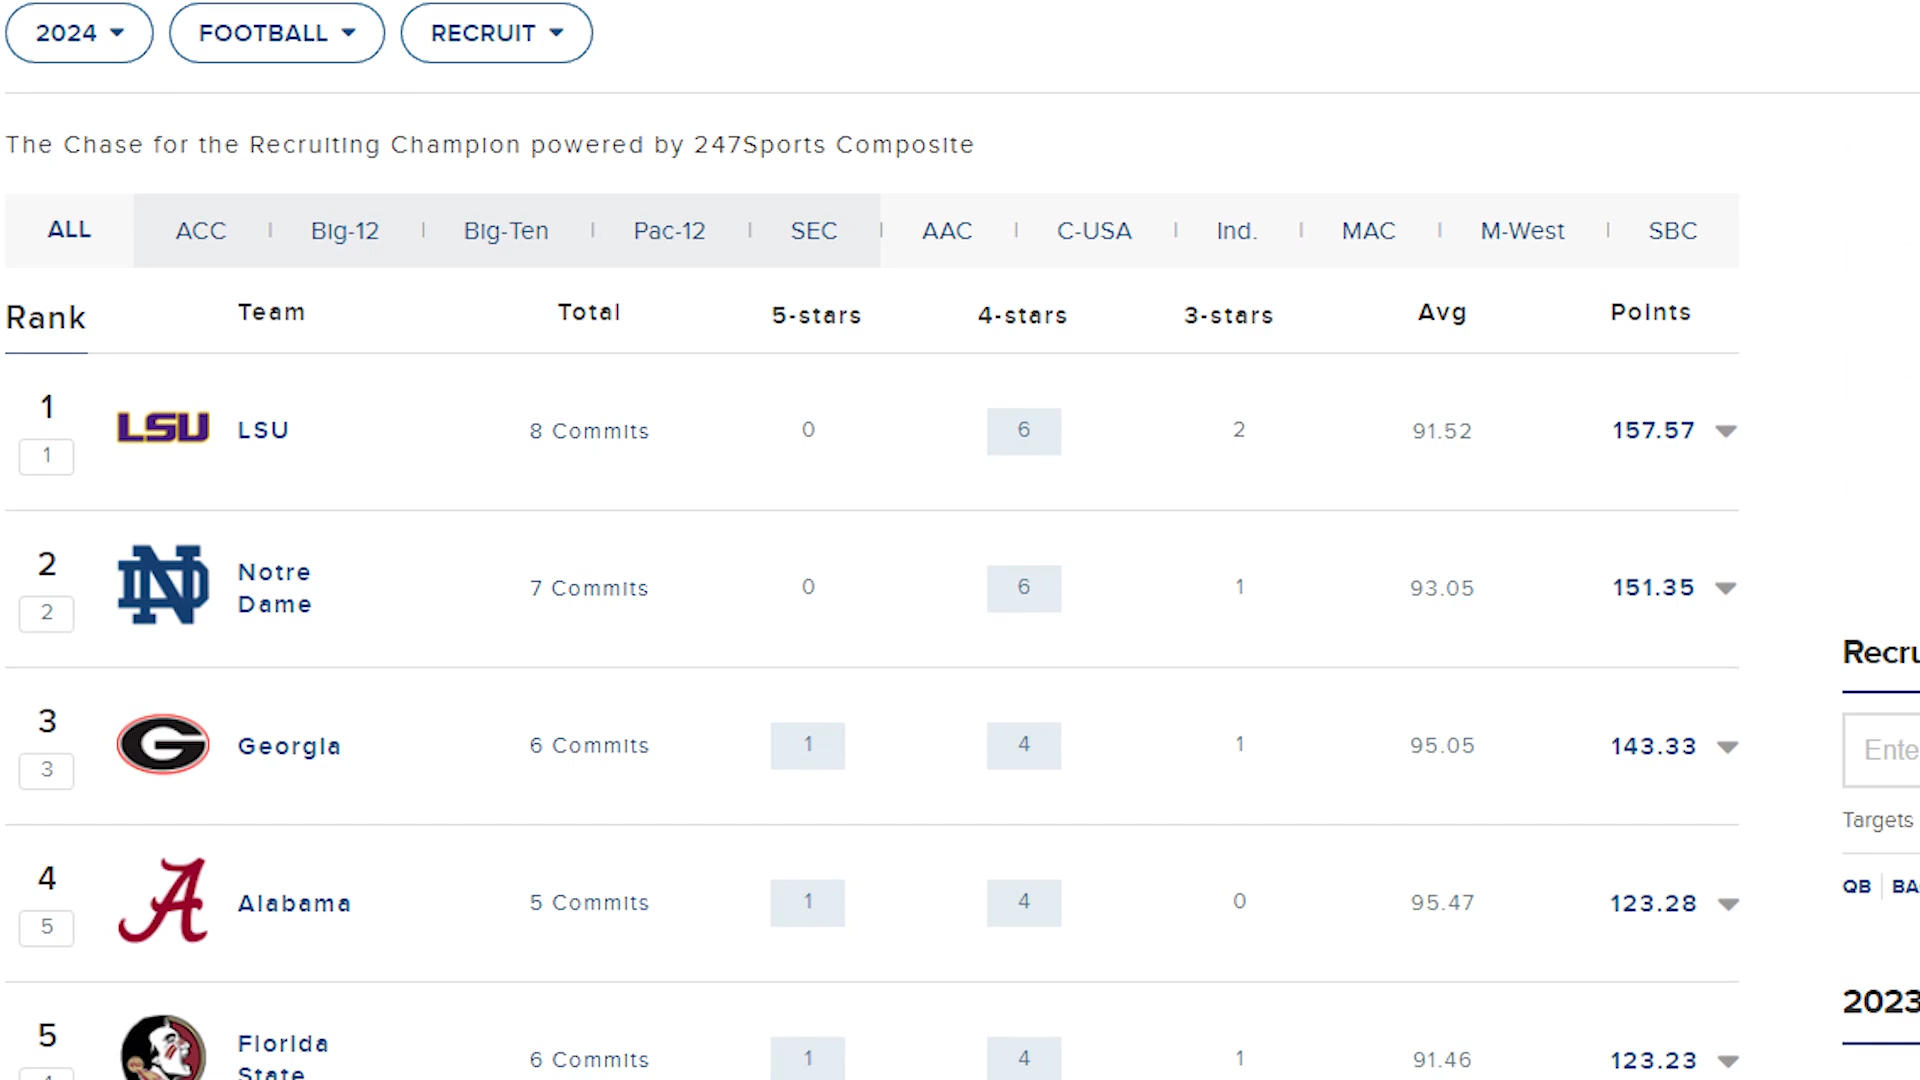 2024 FOOTBALL RECRUIT
The Chase for the Recruiting Champion powered by 247Sports Composite
ALL ACC Big-12 Big-Ten Pac-12 SEC AAC C-USA Ind. MAC M-West SBC
Rank Team Total 5-stars 4-stars 3-stars Avg Points
1 LSU LSU 8 Commits 0 6 2 91.52 157.57
1
2 Notre Dame 7 Commits 0 6 1 93.05 151.35
2
3 G Georgia 6 Commits 1 4 1 95.05 143.33
3
4 A Alabama 5 Commits 1 4 0 95.47 123.28
5
5 Florida State 6 Commits 1 4 1 91.46 123.23
Recru
Ente
Targets
QB BA
2023